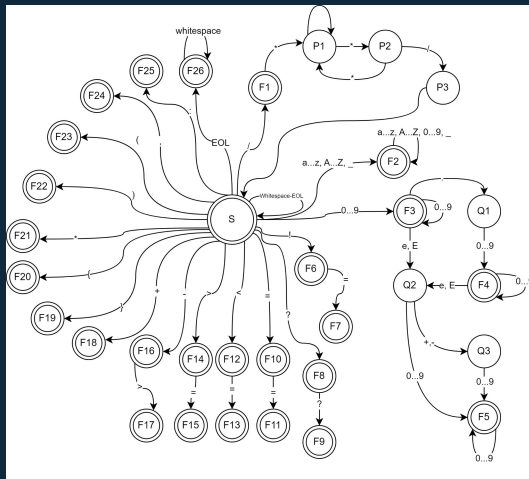 whitespace
F25
F26
P1
*
P2
*
*
/
F24
F1
P3
:
F23
;
EOL
/
a...z, A...Z, 0...9, _
(
a...z, A...Z, _
F2
F22
)
Whitespace-EOL
S
0...9
F3
0...9
Q1
F21
*
!
e, E
0...9
F20
{
F6
=
Q2
e, E
F4
0...9
F19
}
+
-
>
<
=
?
F7
F18
F16
F14
F12
F10
F8
+,-
Q3
0...9
0...9
>
=
=
=
?
F17
F15
F13
F11
F9
F5
0...9